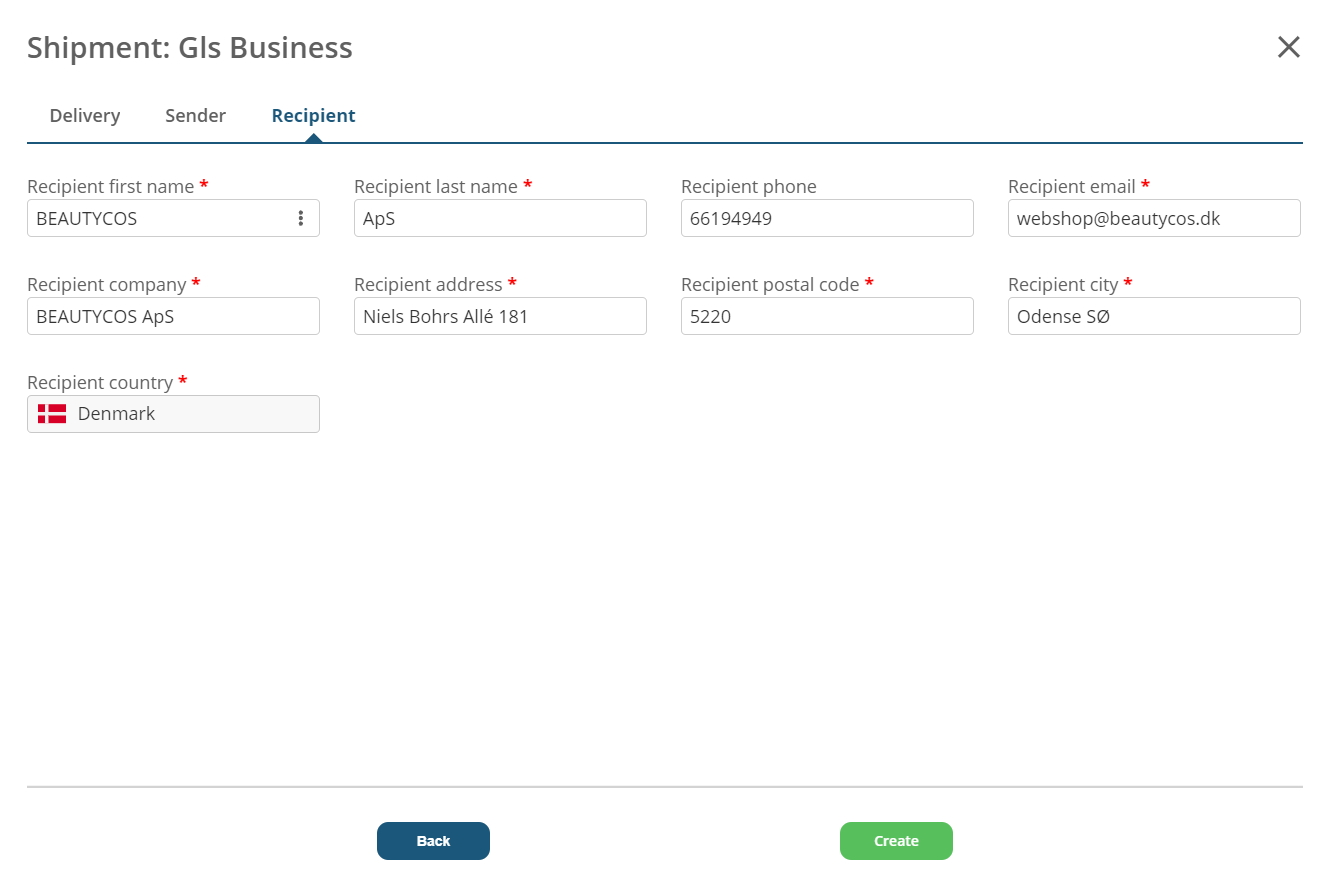 Shipment: Gls Business
Delivery Sender Recipient
Recipient first name * Recipient last name * Recipient phone Recipient email *
BEAUTYCOS ApS 66194949 webshop@beautycos.dk
Recipient company * Recipient address * Recipient postal code * Recipient city *
BEAUTYCOS ApS Niels Bohrs Allé 181 5220 Odense SØ
Recipient country *
Denmark
Back Create